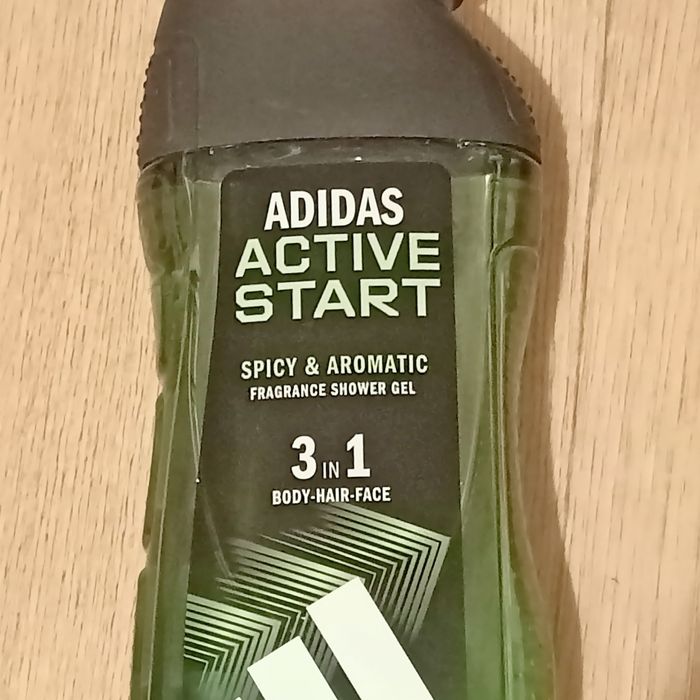 ADIDAS
ACTIVE
START
SPICY & AROMATIC
FRAGRANCE SHOWER GEL
3 IN 1
BODY-HAIR-FACE